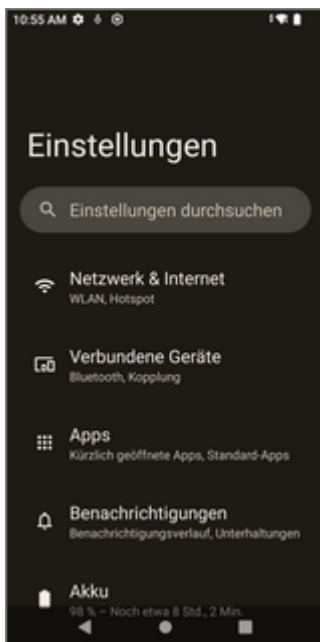 10:55 AM
Einstellungen
Einstellungen durchsuchen
Netzwerk & Internet
WLAN, Hotspot
Verbundene Geräte
Bluetooth, Kopplung
Apps
Kürzlich geöffnete Apps, Standard-Apps
Benachrichtigungen
Benachrichtigungsverlauf, Unterhaltungen
Akku
98 % – Noch etwa 8 Std., 2 Min.